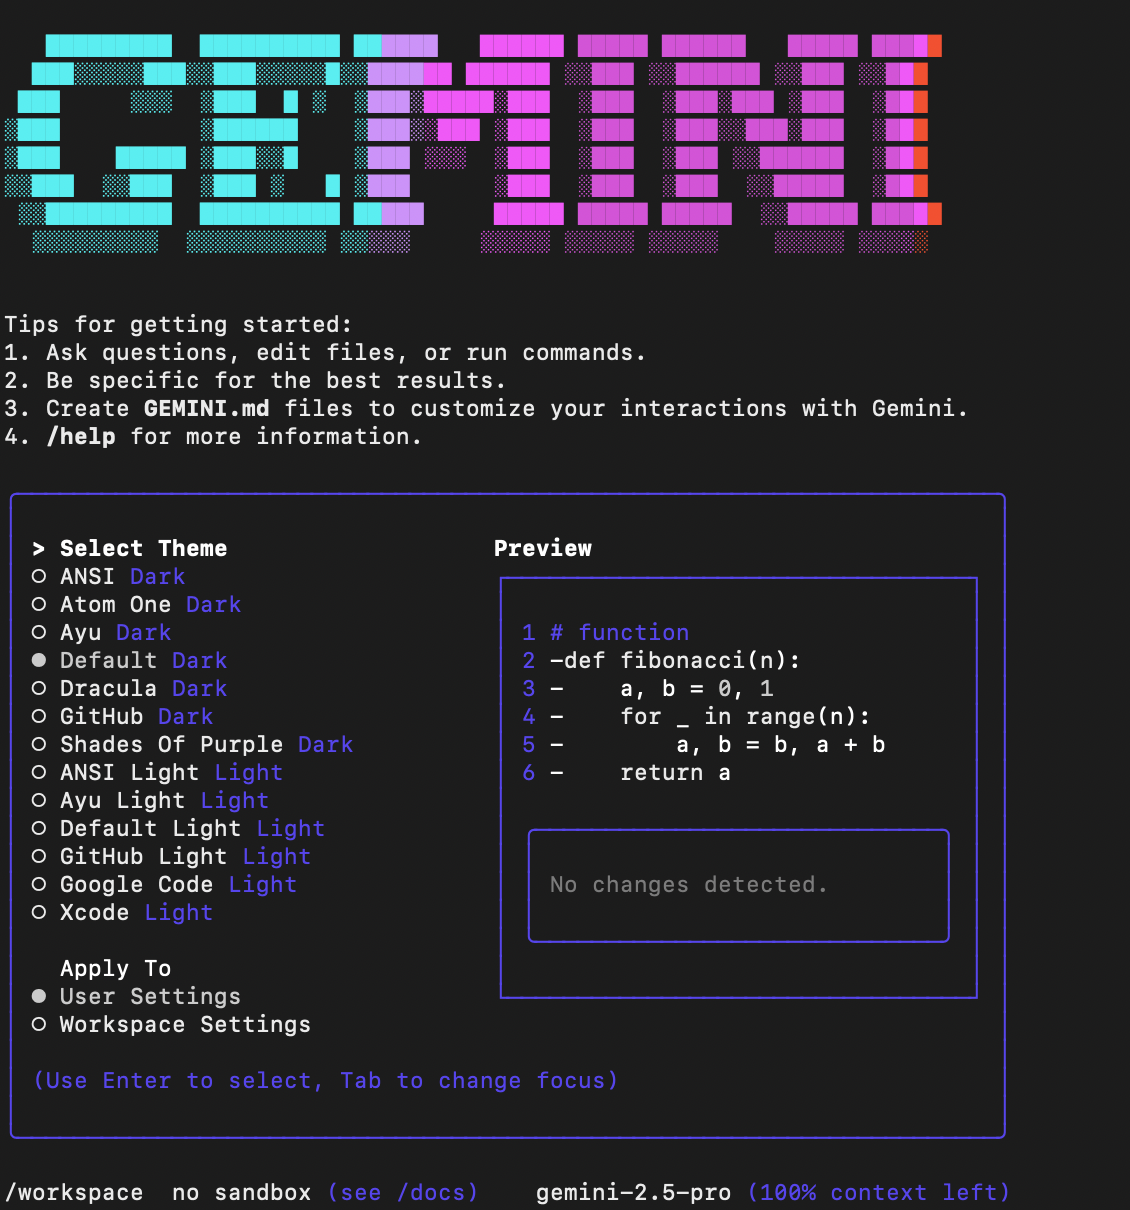 GEMINI
Tips for getting started:
1. Ask questions, edit files, or run commands.
2. Be specific for the best results.
3. Create GEMINI.md files to customize your interactions with Gemini.
4. /help for more information.
> Select Theme
ANSI Dark
Atom One Dark
Ayu Dark
Default Dark
Dracula Dark
GitHub Dark
Shades Of Purple Dark
ANSI Light Light
Ayu Light Light
Default Light Light
GitHub Light Light
Google Code Light
Xcode Light
Apply To
User Settings
Workspace Settings
Preview
1 # function
2 -def fibonacci(n):
3 -    a, b = 0, 1
4 -    for _ in range(n):
5 -        a, b = b, a + b
6 -    return a
No changes detected.
(Use Enter to select, Tab to change focus)
/workspace  no sandbox (see /docs)    gemini-2.5-pro (100% context left)